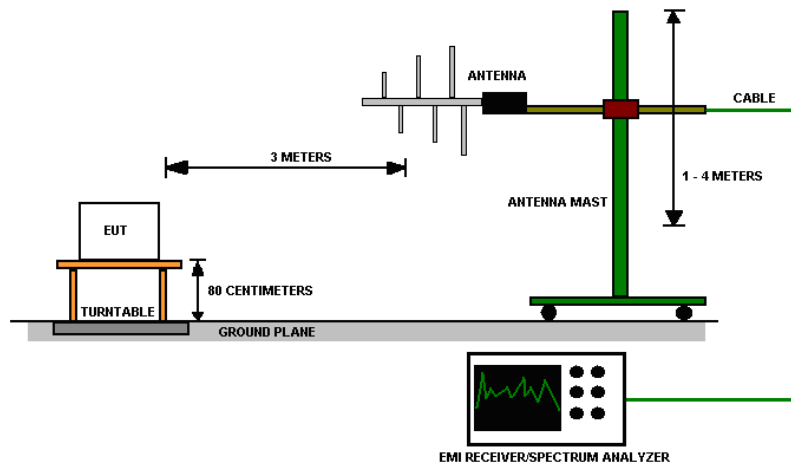 ANTENNA
CABLE
3 METERS
1 - 4 METERS
ANTENNA MAST
EUT
80 CENTIMETERS
TURNTABLE
GROUND PLANE
EMI RECEIVER/SPECTRUM ANALYZER